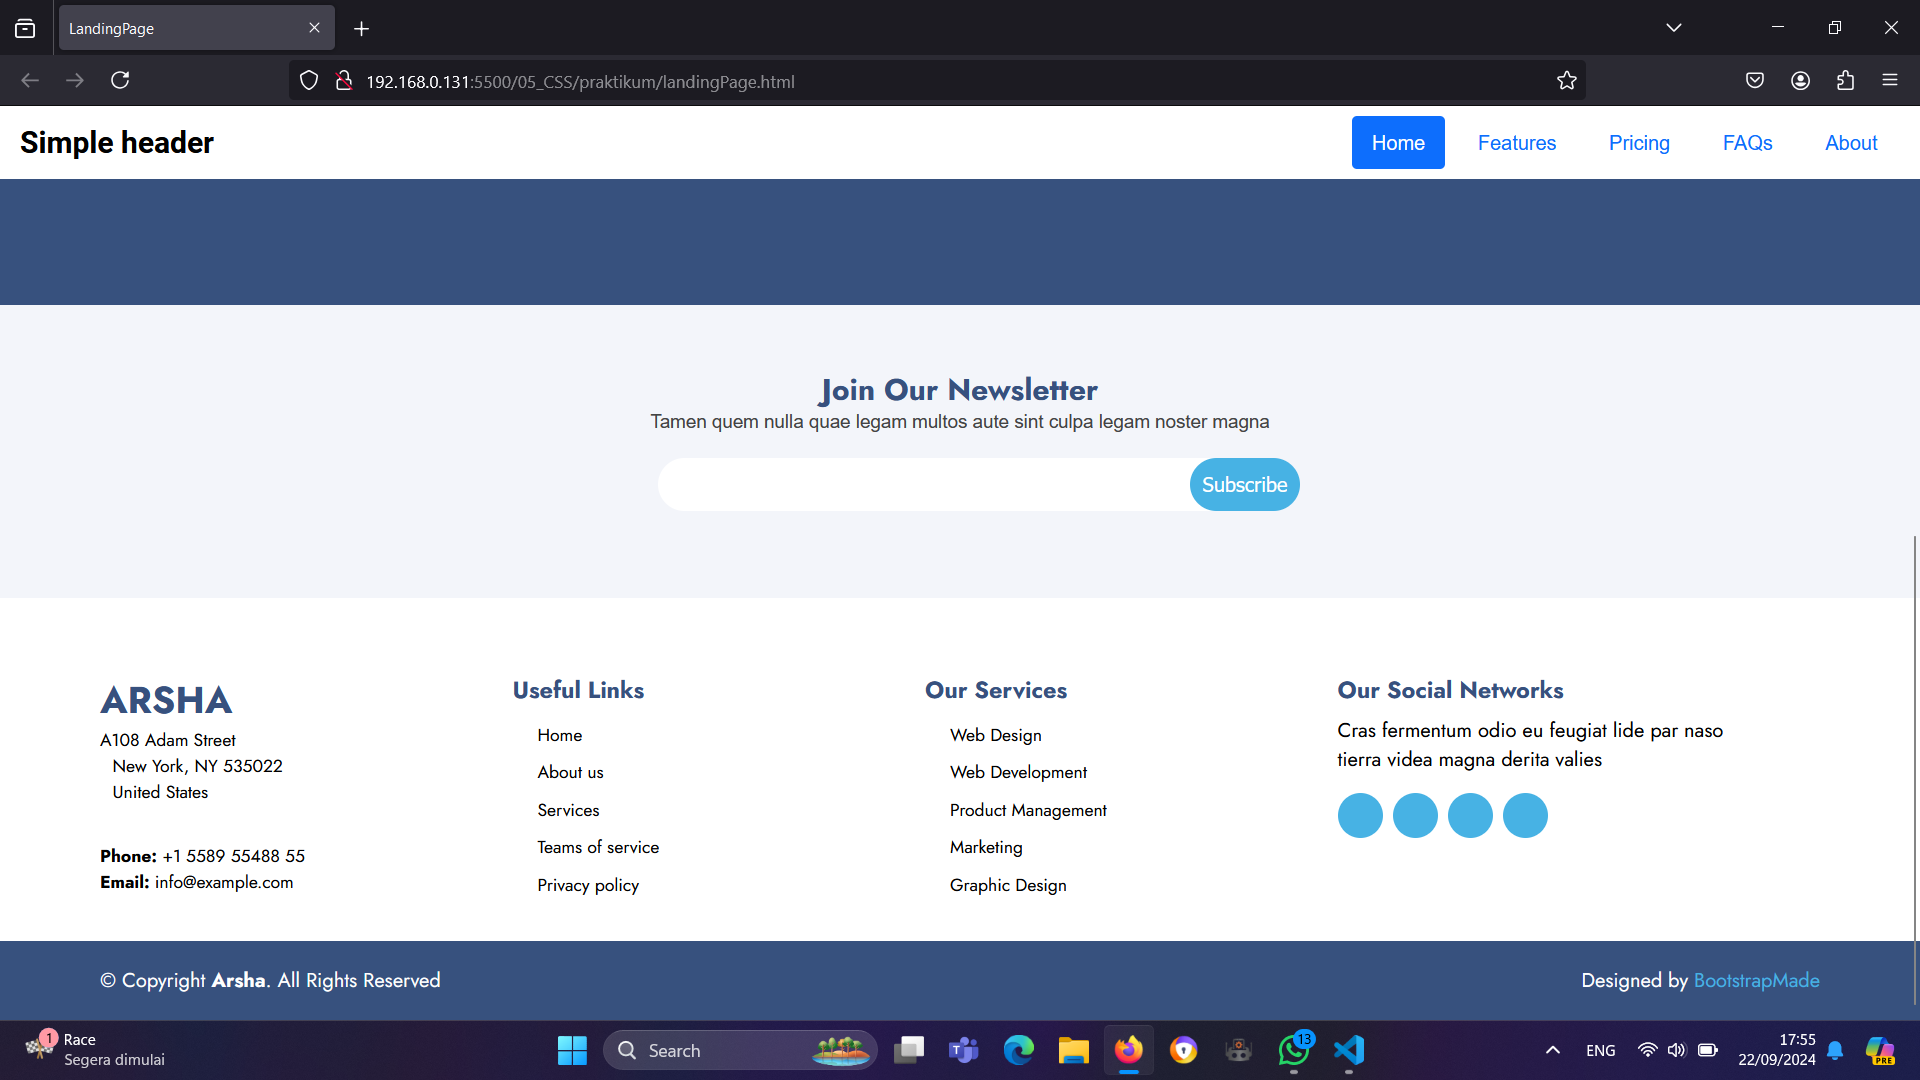 LandingPage
192.168.0.131:5500/05_CSS/praktikum/landingPage.html
Simple header
Home
Features
Pricing
FAQs
About
Join Our Newsletter
Tamen quem nulla quae legam multos aute sint culpa legam noster magna
Subscribe
ARSHA
A108 Adam Street
New York, NY 535022
United States
Phone: +1 5589 55488 55
Email: info@example.com
Useful Links
Home
About us
Services
Teams of service
Privacy policy
Our Services
Web Design
Web Development
Product Management
Marketing
Graphic Design
Our Social Networks
Cras fermentum odio eu feugiat lide par naso
tierra videa magna derita valies
© Copyright Arsha. All Rights Reserved
Designed by BootstrapMade
1
Race
Segera dimulai
Search
T
13
ENG
17:55
22/09/2024
PRE